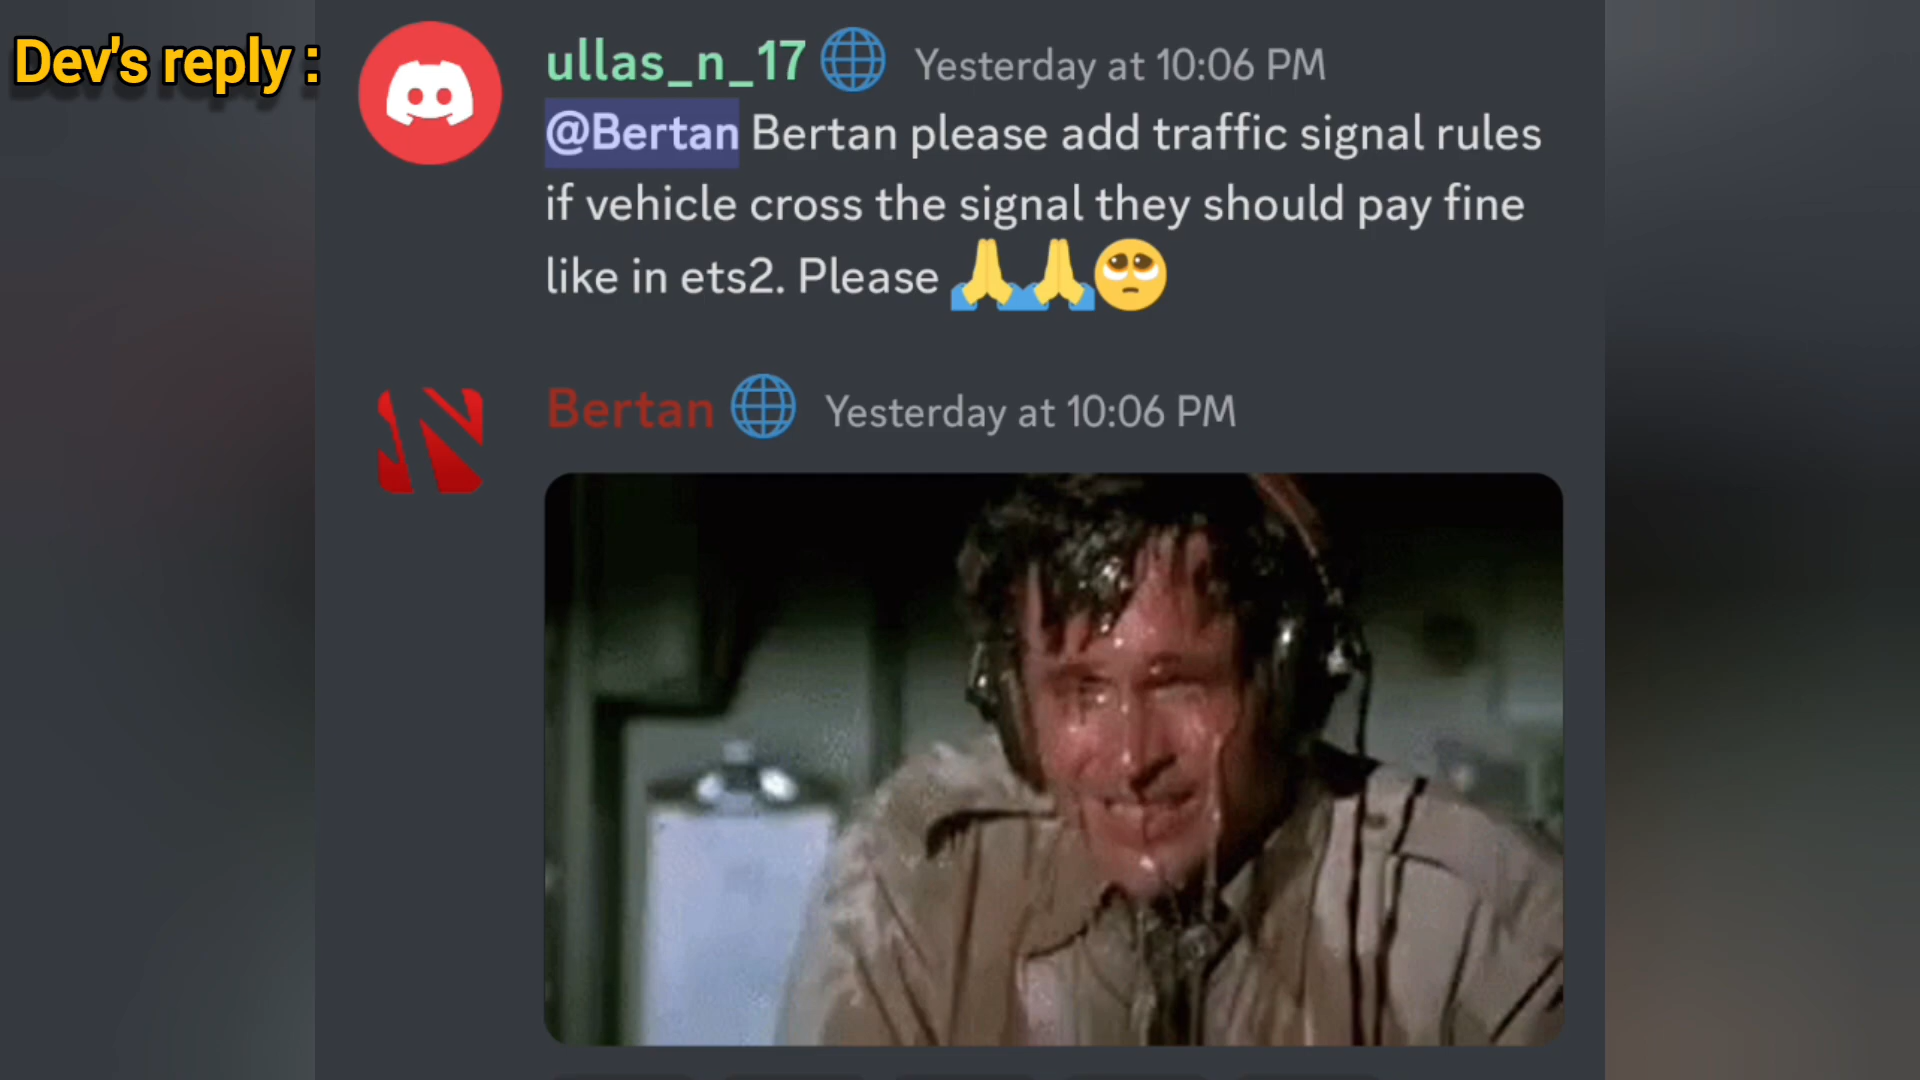 Dev's reply :
ullas_n_17 Yesterday at 10:06 PM
@Bertan Bertan please add traffic signal rules
if vehicle cross the signal they should pay fine
like in ets2. Please 🙏🙏🥺
Bertan Yesterday at 10:06 PM